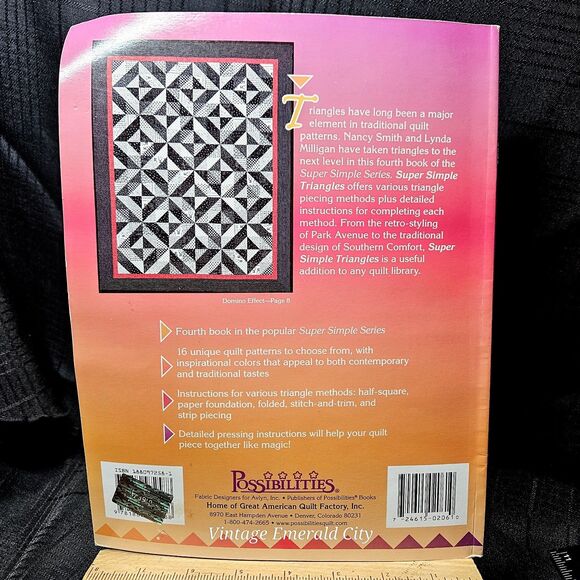 Triangles have long been a major
element in traditional quilt
patterns. Nancy Smith and Lynda
Milligan have taken triangles to the
next level in this fourth book of the
Super Simple Series. Super Simple
Triangles offers various triangle
piecing methods plus detailed
instructions for completing each
method. From the retro-styling
of Park Avenue to the traditional
design of Southern Comfort, Super
Simple Triangles is a useful
addition to any quilt library.
Domino Effect—Page 8
Fourth book in the popular Super Simple Series
16 unique quilt patterns to choose from, with
inspirational colors that appeal to both contemporary
and traditional tastes
Instructions for various triangle methods: half-square,
paper foundation, folded, stitch-and-trim, and
strip piecing
Detailed pressing instructions will help your quilt
piece together like magic!
ISBN 188097258-1
POSSIBILITIES®
Fabric Designers for Avlyn, Inc. • Publishers of Possibilities® Books
Home of Great American Quilt Factory, Inc.
8970 East Hampden Avenue • Denver, Colorado 80231
1-800-474-2665 • www.possibilitiesquilt.com
7 24615 02061 0
Vintage Emerald City